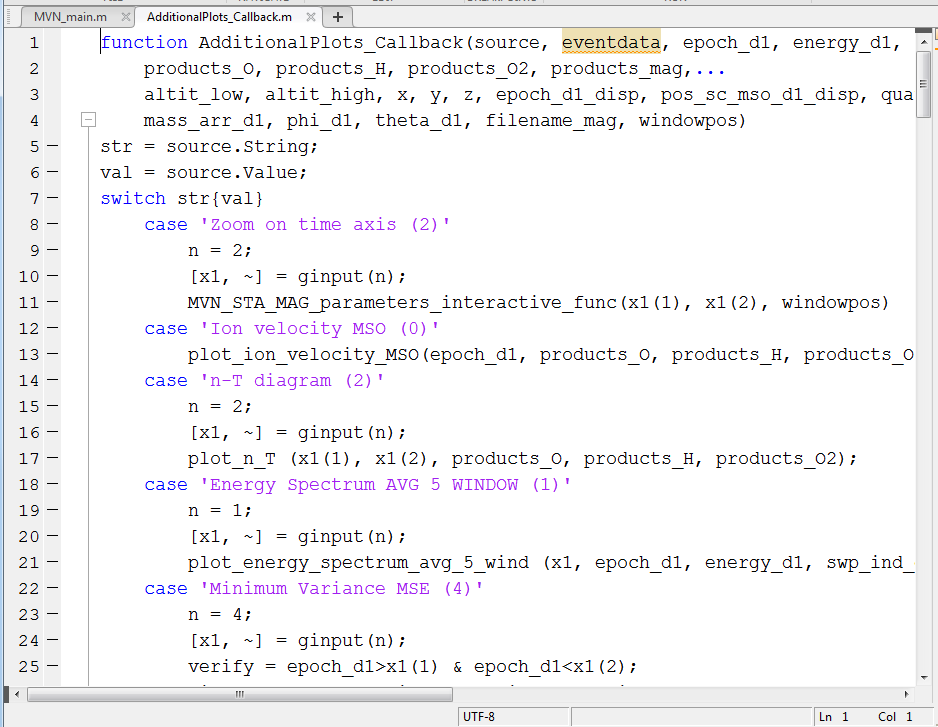 MVN_main.m × AdditionalPlots_Callback.m × +
1 function AdditionalPlots_Callback(source, eventdata, epoch_d1, energy_d1,
2 products_O, products_H, products_O2, products_mag,...
3 altit_low, altit_high, x, y, z, epoch_d1_disp, pos_sc_mso_d1_disp, qua
4 mass_arr_d1, phi_d1, theta_d1, filename_mag, windowpos)
5 — str = source.String;
6 — val = source.Value;
7 — switch str{val}
8 — case 'Zoom on time axis (2)'
9 — n = 2;
10 — [x1, ~] = ginput(n);
11 — MVN_STA_MAG_parameters_interactive_func(x1(1), x1(2), windowpos)
12 — case 'Ion velocity MSO (0)'
13 — plot_ion_velocity_MSO(epoch_d1, products_O, products_H, products_O
14 — case 'n-T diagram (2)'
15 — n = 2;
16 — [x1, ~] = ginput(n);
17 — plot_n_T (x1(1), x1(2), products_O, products_H, products_O2);
18 — case 'Energy Spectrum AVG 5 WINDOW (1)'
19 — n = 1;
20 — [x1, ~] = ginput(n);
21 — plot_energy_spectrum_avg_5_wind (x1, epoch_d1, energy_d1, swp_ind_
22 — case 'Minimum Variance MSE (4)'
23 — n = 4;
24 — [x1, ~] = ginput(n);
25 — verify = epoch_d1>x1(1) & epoch_d1<x1(2);
UTF-8 Ln 1 Col 1